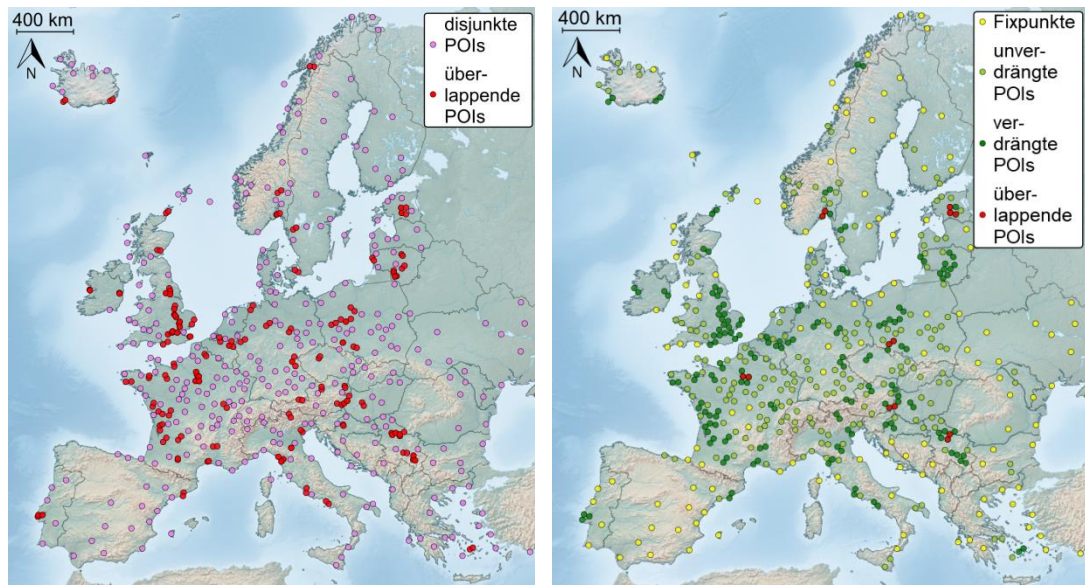 400 km
N
disjunkte
POIs
über-
lappende
POIs
400 km
N
Fixpunkte
unver-
drängte
POIs
ver-
drängte
POIs
über-
lappende
POIs